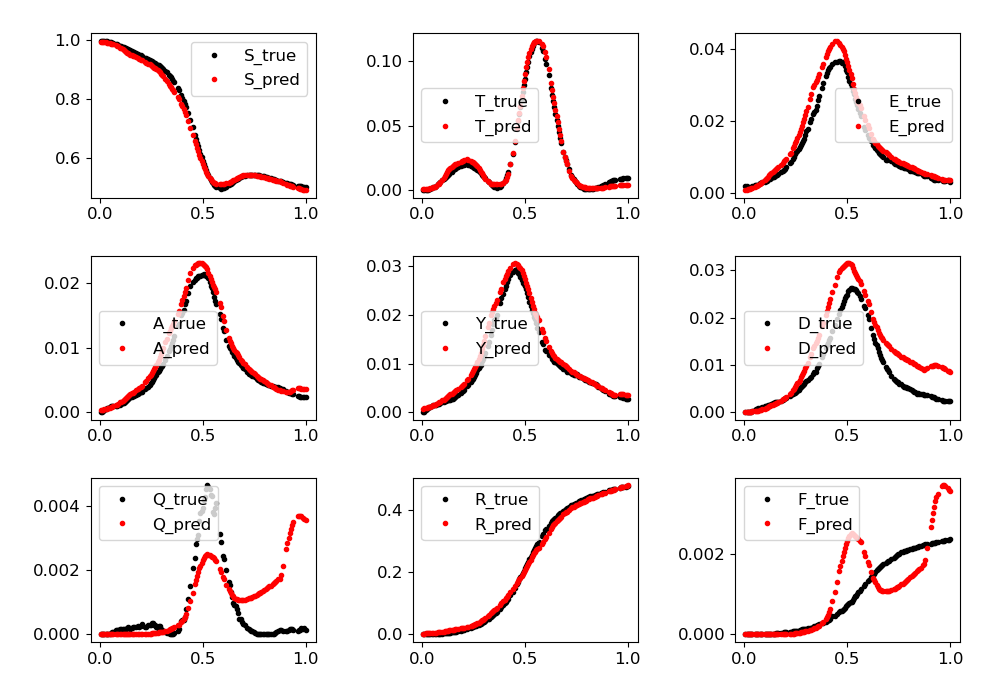 1.0
0.8
0.6
0.0 0.5 1.0
S_true
S_pred
0.10
0.05
0.00
0.0 0.5 1.0
T_true
T_pred
0.04
0.02
0.00
0.0 0.5 1.0
E_true
E_pred
0.02
0.01
0.00
0.0 0.5 1.0
A_true
A_pred
0.03
0.02
0.01
0.00
0.0 0.5 1.0
Y_true
Y_pred
0.03
0.02
0.01
0.00
0.0 0.5 1.0
D_true
D_pred
0.004
0.002
0.000
0.0 0.5 1.0
Q_true
Q_pred
0.4
0.2
0.0
0.0 0.5 1.0
R_true
R_pred
0.002
0.000
0.0 0.5 1.0
F_true
F_pred